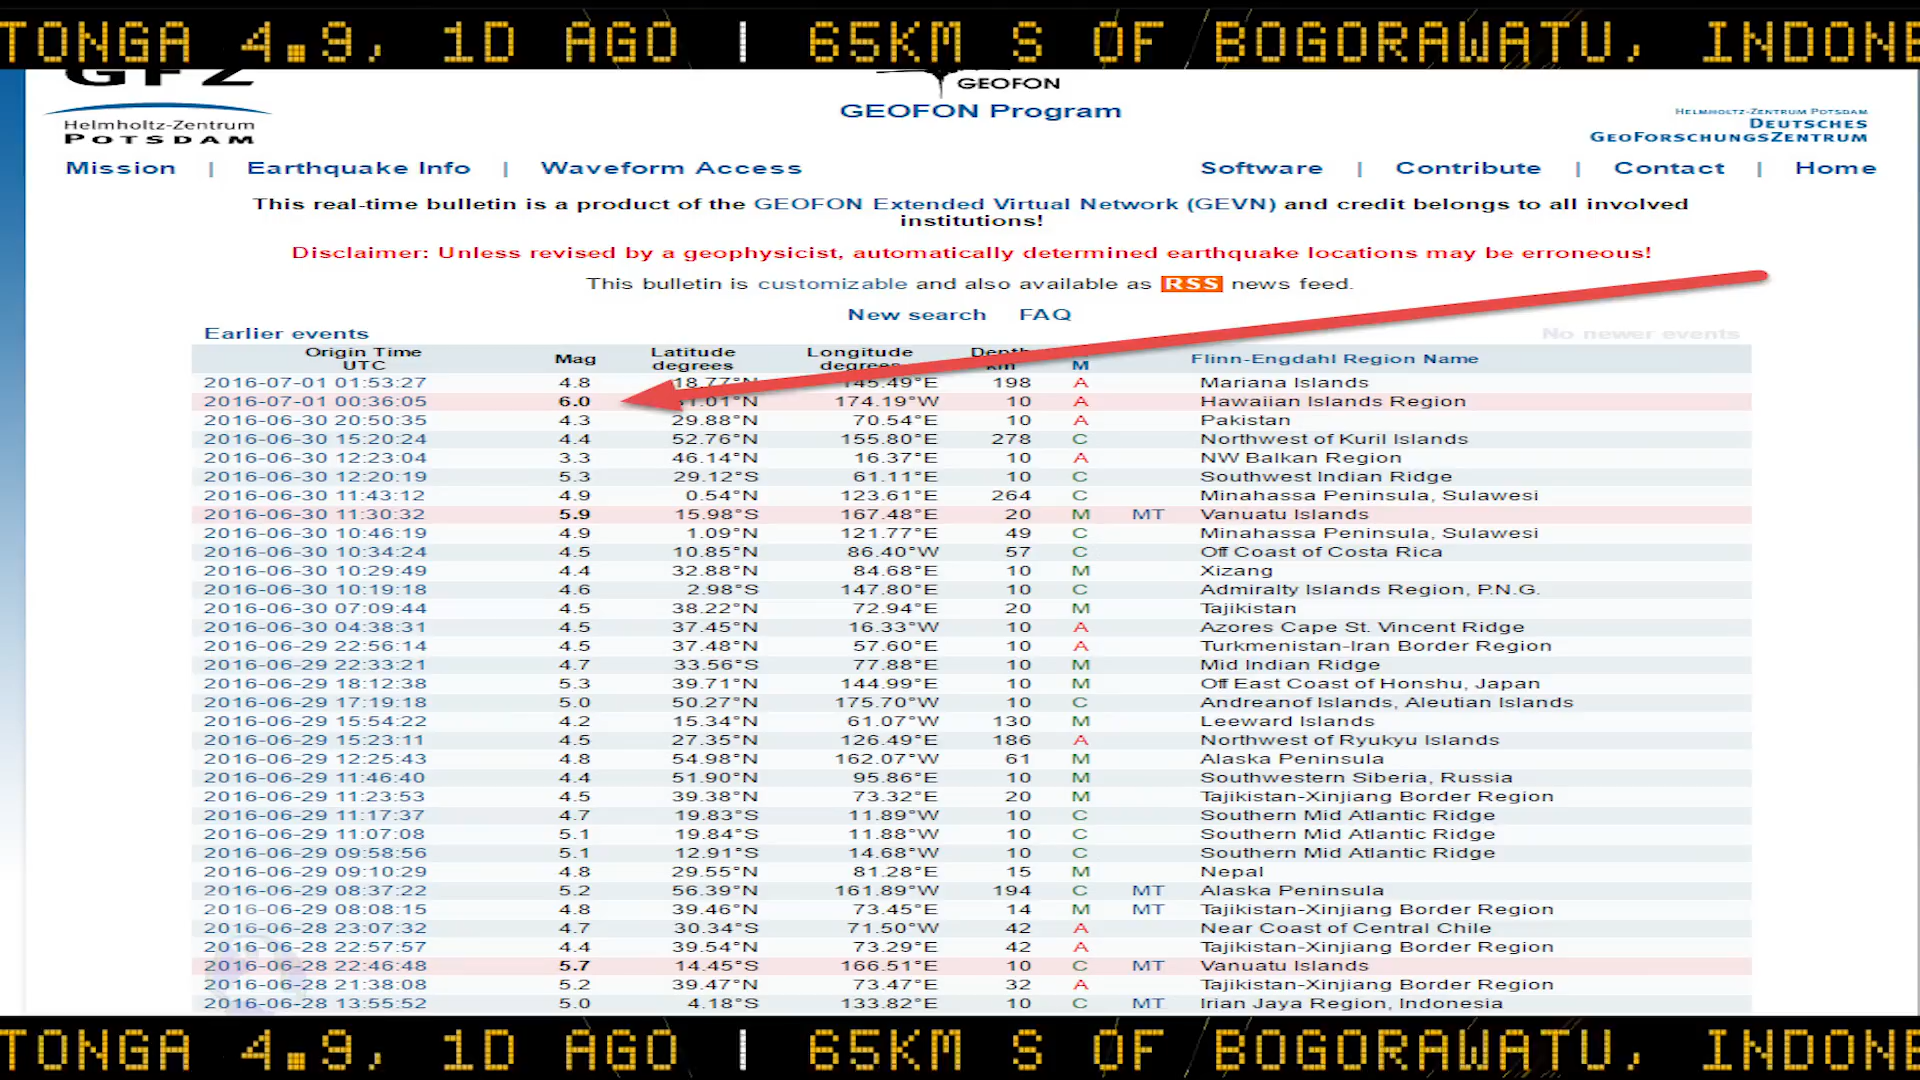 TONGA 4.9, 1D AGO | 65KM S OF BOGORAWATU, INDONE
GFZ
Helmholtz-Zentrum
POTSDAM
GEOFON
GEOFON Program
HELMHOLTZ-ZENTRUM POTSDAM
DEUTSCHES
GEOFORSCHUNGSZENTRUM
Mission | Earthquake Info | Waveform Access Software | Contribute | Contact | Home
This real-time bulletin is a product of the GEOFON Extended Virtual Network (GEVN) and credit belongs to all involved
institutions!
Disclaimer: Unless revised by a geophysicist, automatically determined earthquake locations may be erroneous!
This bulletin is customizable and also available as RSS news feed.
New search FAQ
Earlier events No newer events
Origin Time UTC Mag Latitude degrees Longitude degrees Depth km M Flinn-Engdahl Region Name
2016-07-01 01:53:27 4.8 18.77°N 145.49°E 198 A Mariana Islands
2016-07-01 00:36:05 6.0 174.19°W 10 A Hawaiian Islands Region
2016-06-30 20:50:35 4.3 29.88°N 70.54°E 10 A Pakistan
2016-06-30 15:20:24 4.4 52.76°N 155.80°E 278 C Northwest of Kuril Islands
2016-06-30 12:23:04 3.3 46.14°N 16.37°E 10 A NW Balkan Region
2016-06-30 12:20:19 5.3 29.12°S 61.11°E 10 C Southwest Indian Ridge
2016-06-30 11:43:12 4.9 0.54°N 123.61°E 264 C Minahassa Peninsula, Sulawesi
2016-06-30 11:30:32 5.9 15.98°S 167.48°E 20 M MT Vanuatu Islands
2016-06-30 10:46:19 4.9 1.09°N 121.77°E 49 C Minahassa Peninsula, Sulawesi
2016-06-30 10:34:24 4.5 10.85°N 86.40°W 57 C Off Coast of Costa Rica
2016-06-30 10:29:49 4.4 32.88°N 84.68°E 10 M Xizang
2016-06-30 10:19:18 4.6 2.98°S 147.80°E 10 C Admiralty Islands Region, P.N.G.
2016-06-30 07:09:44 4.5 38.22°N 72.94°E 20 M Tajikistan
2016-06-30 04:38:31 4.5 37.45°N 16.33°W 10 A Azores Cape St. Vincent Ridge
2016-06-29 22:56:14 4.5 37.48°N 57.60°E 10 A Turkmenistan-Iran Border Region
2016-06-29 22:33:21 4.7 33.56°S 77.88°E 10 M Mid Indian Ridge
2016-06-29 18:12:38 5.3 39.71°N 144.99°E 10 M Off East Coast of Honshu, Japan
2016-06-29 17:19:18 5.0 50.27°N 175.70°W 10 C Andreanof Islands, Aleutian Islands
2016-06-29 15:54:22 4.2 15.34°N 61.07°W 130 M Leeward Islands
2016-06-29 15:23:11 4.5 27.35°N 126.49°E 186 A Northwest of Ryukyu Islands
2016-06-29 12:25:43 4.8 54.98°N 162.07°W 61 M Alaska Peninsula
2016-06-29 11:46:40 4.4 51.90°N 95.86°E 10 M Southwestern Siberia, Russia
2016-06-29 11:23:53 4.5 39.38°N 73.32°E 20 M Tajikistan-Xinjiang Border Region
2016-06-29 11:17:37 4.7 19.83°S 11.89°W 10 C Southern Mid Atlantic Ridge
2016-06-29 11:07:08 5.1 19.84°S 11.88°W 10 C Southern Mid Atlantic Ridge
2016-06-29 09:58:56 5.1 12.91°S 14.68°W 10 C Southern Mid Atlantic Ridge
2016-06-29 09:10:29 4.8 29.55°N 81.28°E 15 M Nepal
2016-06-29 08:37:22 5.2 56.39°N 161.89°W 194 C MT Alaska Peninsula
2016-06-29 08:08:15 4.8 39.46°N 73.45°E 14 M MT Tajikistan-Xinjiang Border Region
2016-06-28 23:07:32 4.7 30.34°S 71.50°W 42 A Near Coast of Central Chile
2016-06-28 22:57:57 4.4 39.54°N 73.29°E 42 A Tajikistan-Xinjiang Border Region
2016-06-28 22:46:48 5.7 14.45°S 166.51°E 10 C MT Vanuatu Islands
2016-06-28 21:38:08 5.2 39.47°N 73.47°E 32 A Tajikistan-Xinjiang Border Region
2016-06-28 13:55:52 5.0 4.18°S 133.82°E 10 C MT Irian Jaya Region, Indonesia
TONGA 4.9, 1D AGO | 65KM S OF BOGORAWATU, INDONE